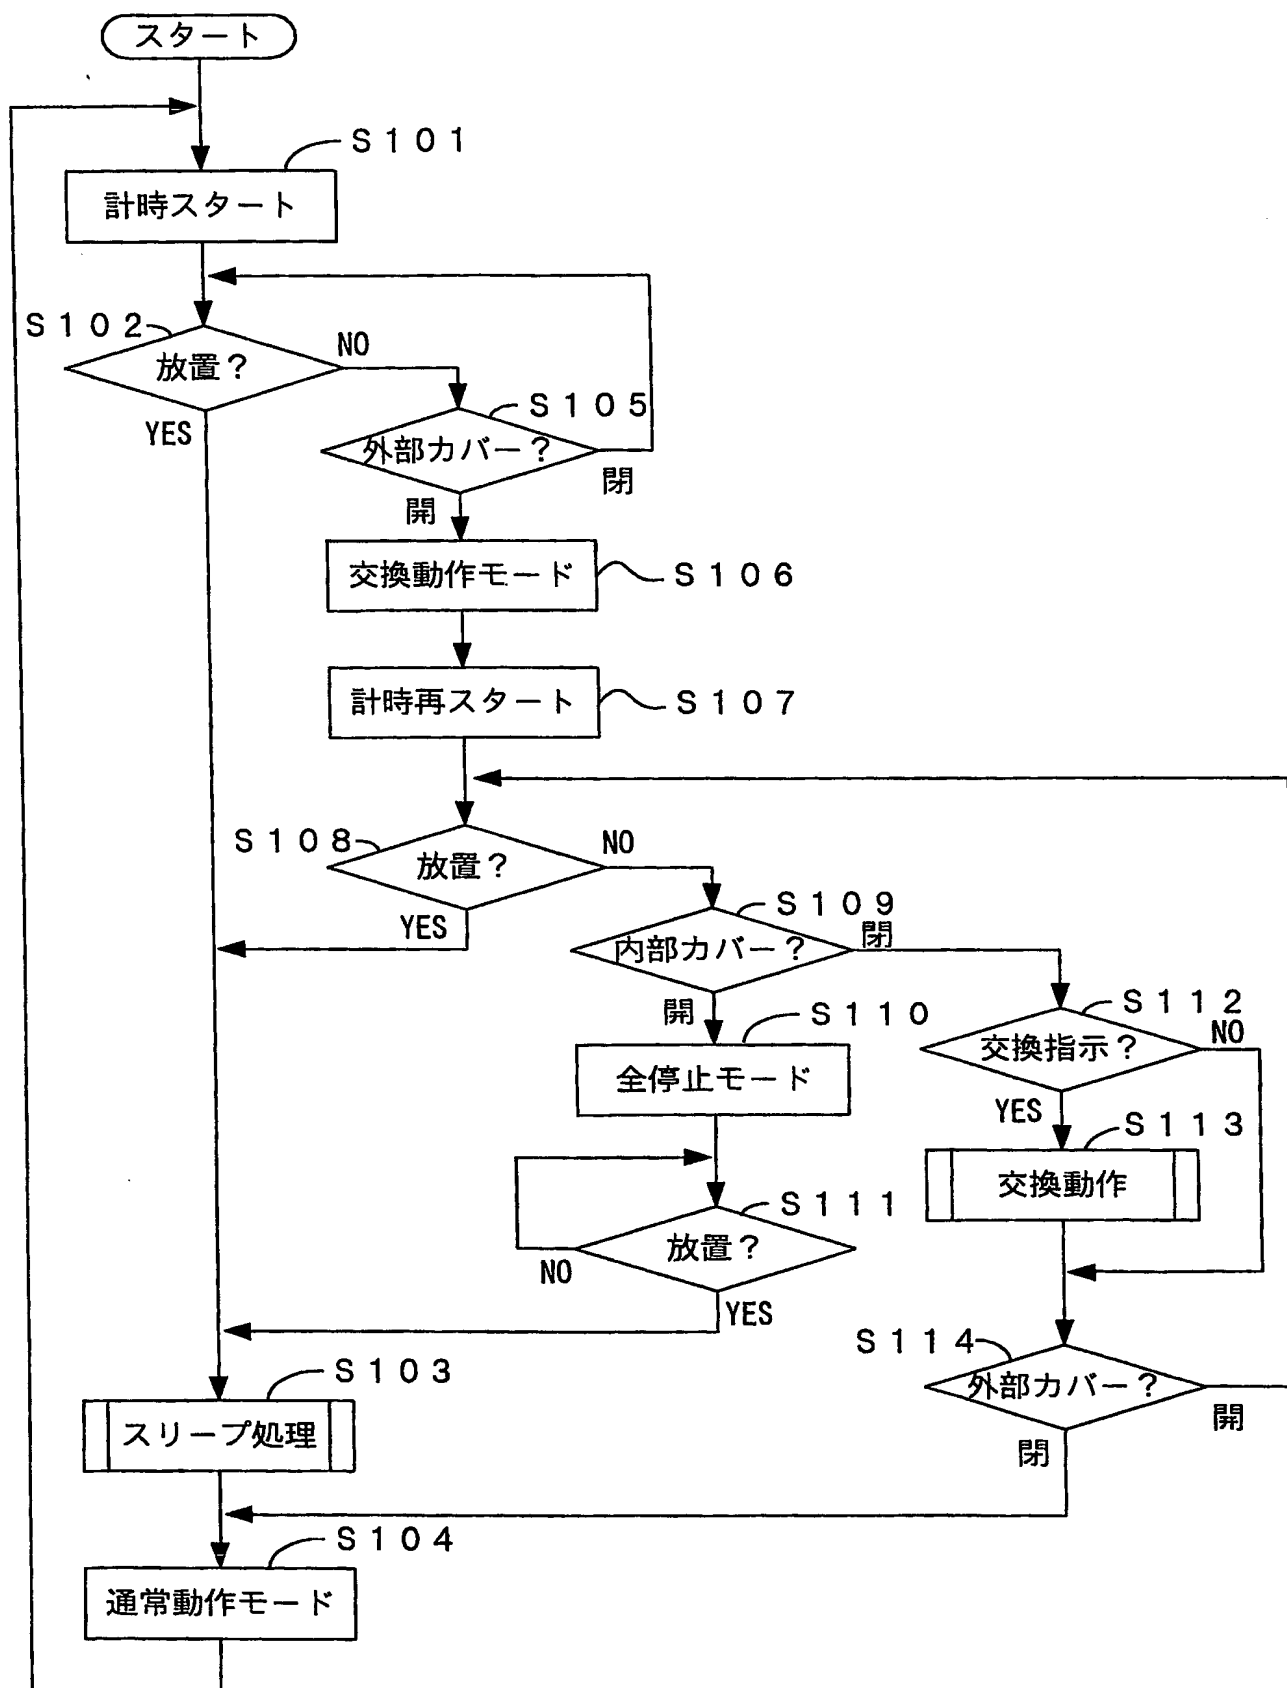 スタート
S101
計時スタート
S102
放置?
NO
YES
S105
外部カバー?
閉
開
交換動作モード
S106
計時再スタート
S107
S108
放置?
NO
YES
S109
内部カバー?
閉
開
S110
全停止モード
S112
交換指示?
NO
YES
S113
交換動作
S111
放置?
NO
YES
S114
外部カバー?
開
閉
S103
スリープ処理
S104
通常動作モード